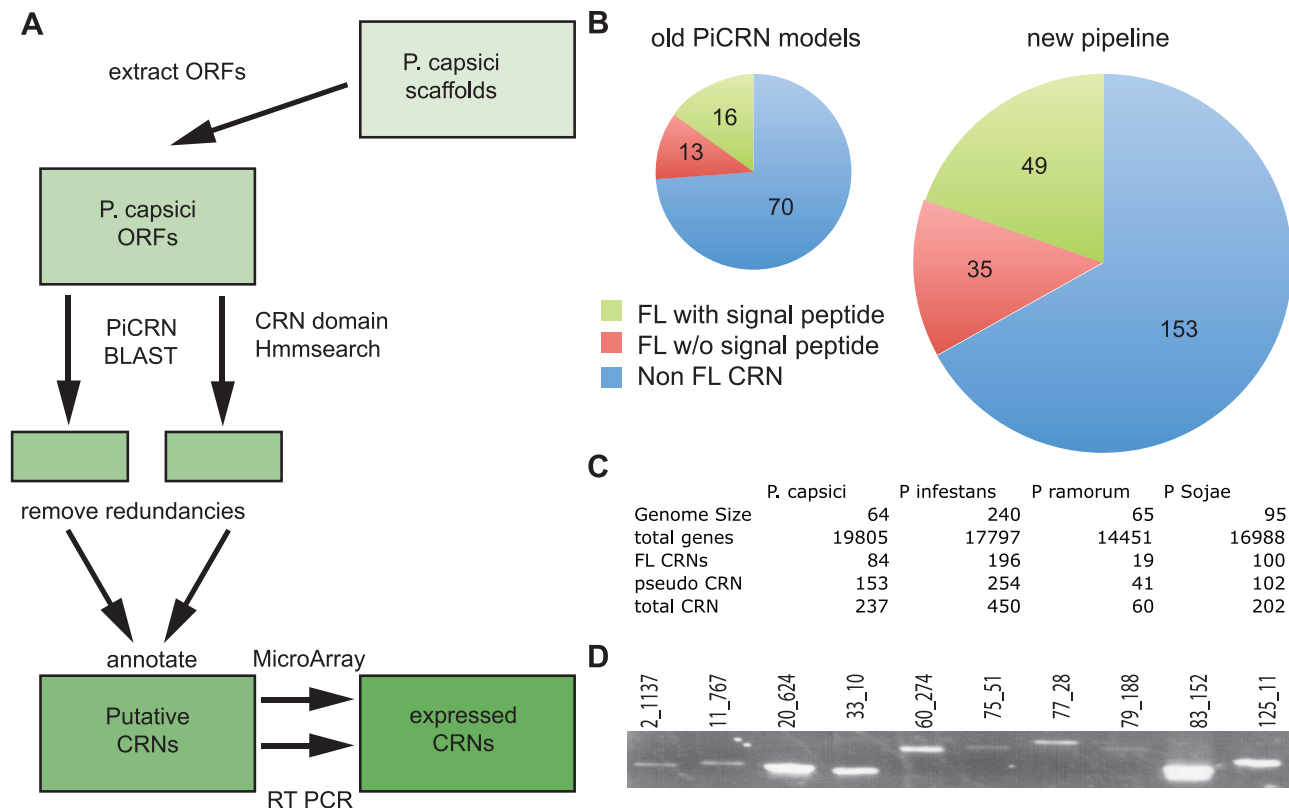 A
extract ORFs
P. capsici
scaffolds
P. capsici
ORFs
PiCRN
BLAST
CRN domain
Hmmsearch
remove redundancies
annotate
MicroArray
Putative
CRNs
expressed
CRNs
RT PCR
B
old PiCRN models
new pipeline
16
13
70
49
35
153
FL with signal peptide
FL w/o signal peptide
Non FL CRN
C
P. capsici P infestans P ramorum P Sojae
Genome Size 64 240 65 95
total genes 19805 17797 14451 16988
FL CRNs 84 196 19 100
pseudo CRN 153 254 41 102
total CRN 237 450 60 202
D
2_1137
11_767
20_624
33_10
60_274
75_51
77_28
79_188
83_152
125_11